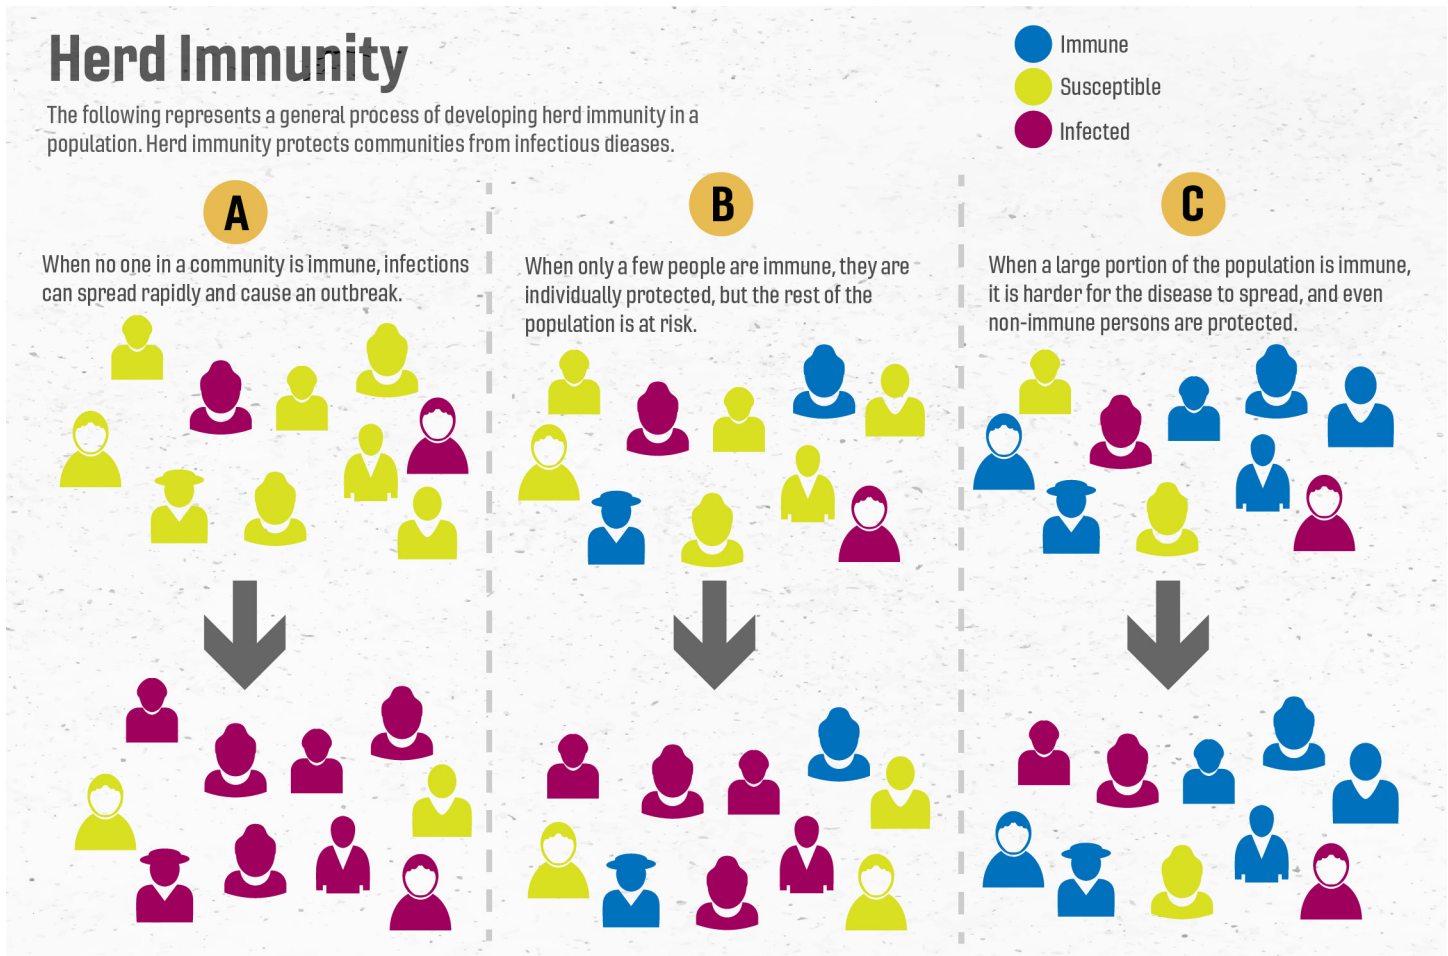 Herd Immunity
The following represents a general process of developing herd immunity in a
population. Herd immunity protects communities from infectious dieases.
Immune
Susceptible
Infected
A
When no one in a community is immune, infections
can spread rapidly and cause an outbreak.
B
When only a few people are immune, they are
individually protected, but the rest of the
population is at risk.
C
When a large portion of the population is immune,
it is harder for the disease to spread, and even
non-immune persons are protected.